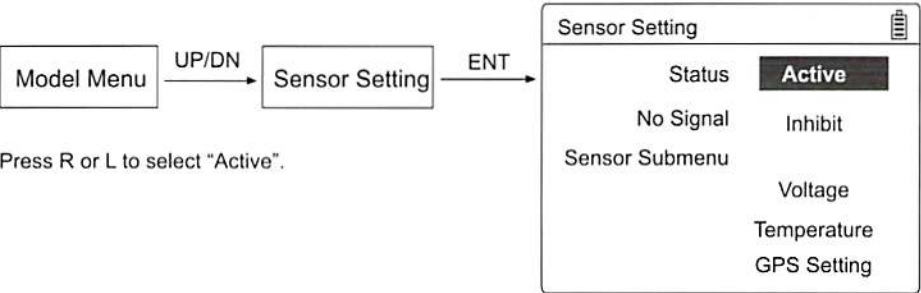 Model Menu
UP/DN
Sensor Setting
ENT
Press R or L to select “Active”.
Sensor Setting
Status Active
No Signal Inhibit
Sensor Submenu
Voltage
Temperature
GPS Setting